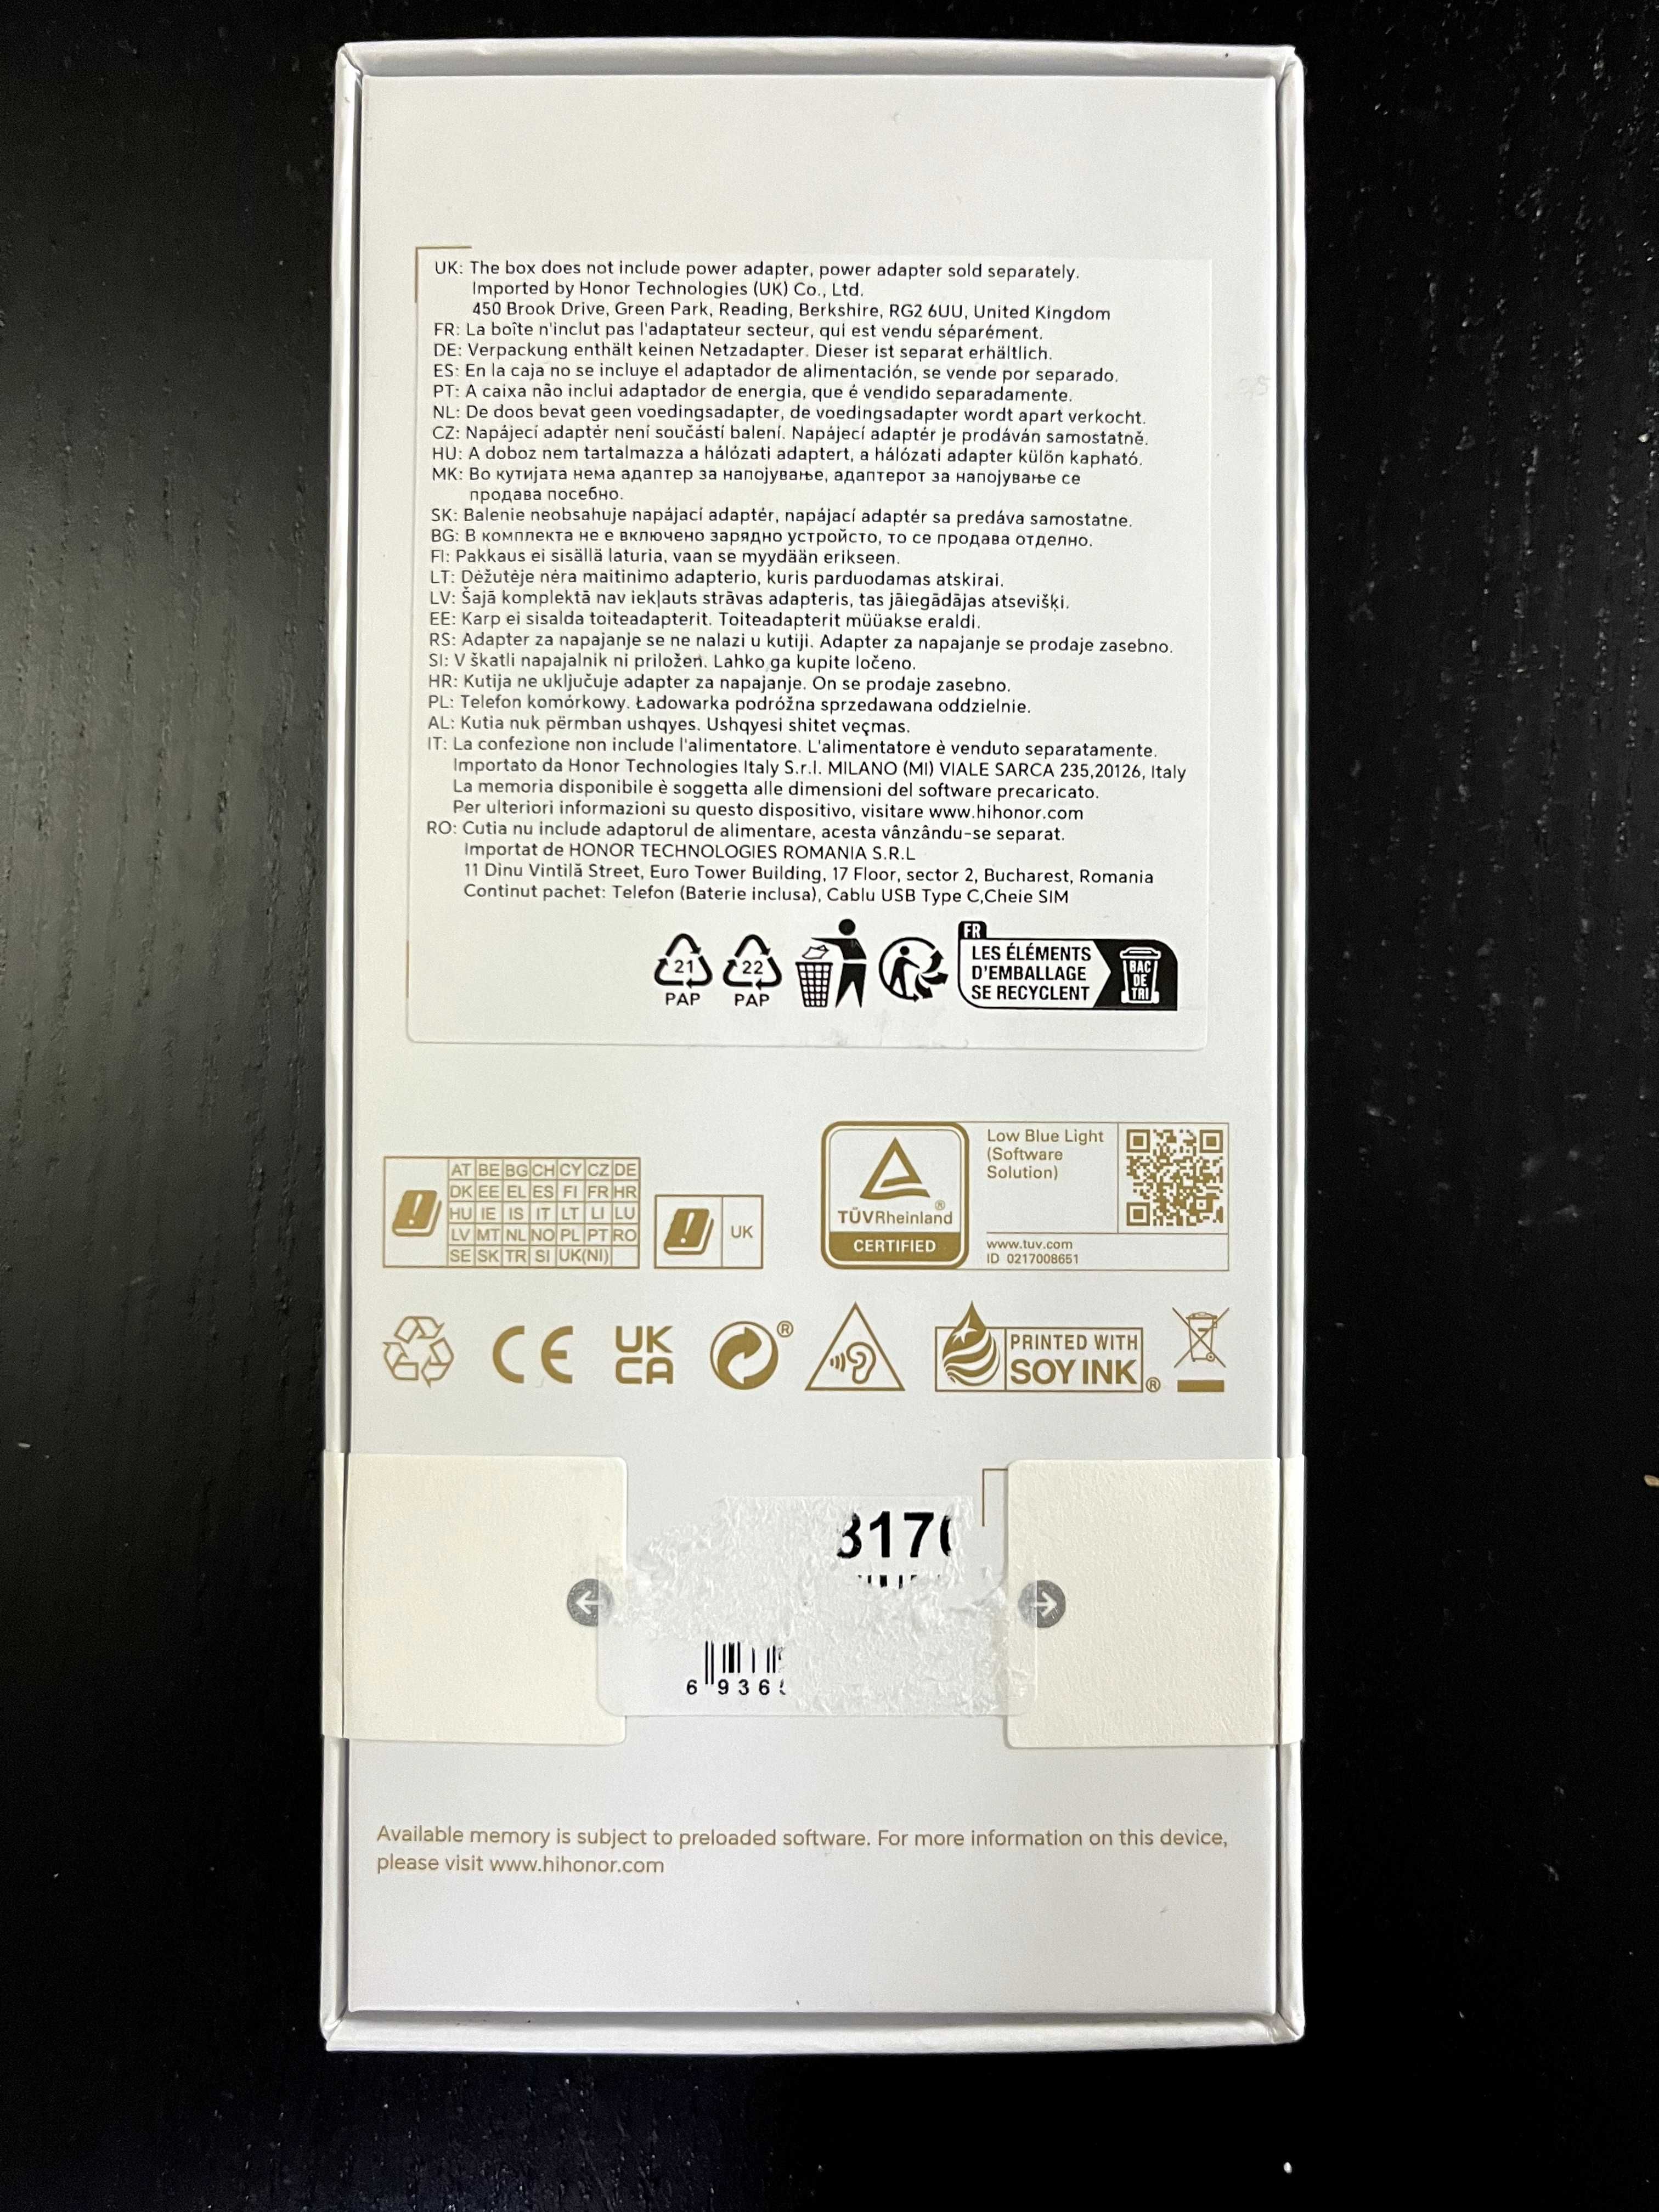 UK: The box does not include power adapter, power adapter sold separately.
Imported by Honor Technologies (UK) Co., Ltd.
450 Brook Drive, Green Park, Reading, Berkshire, RG2 6UU, United Kingdom
FR: La boîte n'inclut pas l'adaptateur secteur, qui est vendu séparément.
DE: Verpackung enthält keinen Netzadapter. Dieser ist separat erhältlich.
ES: En la caja no se incluye el adaptador de alimentación, se vende por separado.
PT: A caixa não inclui adaptador de energia, que é vendido separadamente.
NL: De doos bevat geen voedingsadapter, de voedingsadapter wordt apart verkocht.
CZ: Napájecí adaptér není součástí balení. Napájecí adaptér je prodáván samostatně.
HU: A doboz nem tartalmazza a hálózati adaptert, a hálózati adapter külön kapható.
MK: Во кутијата нема адаптер за напојување, адаптерот за напојување се
продава посебно.
SK: Balenie neobsahuje napájací adaptér, napájací adaptér sa predáva samostatne.
BG: В комплекта не е включено зарядно устройсто, то се продава отделно.
FI: Pakkaus ei sisällä laturia, vaan se myydään erikseen.
LT: Dėžutėje nėra maitinimo adapterio, kuris parduodamas atskirai.
LV: Šajā komplektā nav iekļauts strāvas adapteris, tas jāiegādājas atsevišķi.
EE: Karp ei sisalda toiteadapterit. Toiteadapterit müüakse eraldi.
RS: Adapter za napajanje se ne nalazi u kutiji. Adapter za napajanje se prodaje zasebno.
SI: V škatli napajalnik ni priložen. Lahko ga kupite ločeno.
HR: Kutija ne uključuje adapter za napajanje. On se prodaje zasebno.
PL: Telefon komórkowy. Ładowarka podróżna sprzedawana oddzielnie.
AL: Kutia nuk përmban ushqyes. Ushqyesi shitet veçmas.
IT: La confezione non include l'alimentatore. L'alimentatore è venduto separatamente.
Importato da Honor Technologies Italy S.r.l. MILANO (MI) VIALE SARCA 235,20126, Italy
La memoria disponibile è soggetta alle dimensioni del software precaricato.
Per ulteriori informazioni su questo dispositivo, visitare www.hihonor.com
RO: Cutia nu include adaptorul de alimentare, acesta vânzându-se separat.
Importat de HONOR TECHNOLOGIES ROMANIA S.R.L
11 Dinu Vintilă Street, Euro Tower Building, 17 Floor, sector 2, Bucharest, Romania
Continut pachet: Telefon (Baterie inclusa), Cablu USB Type C,Cheie SIM
21 PAP
22 PAP
FR
LES ÉLÉMENTS
D'EMBALLAGE
SE RECYCLENT
BAC
DE
TRI
AT BE BG CH CY CZ DE
DK EE EL ES FI FR HR
HU IE IS IT LT LI LU
LV MT NL NO PL PT RO
SE SK TR SI UK(NI)
UK
TÜVRheinland®
CERTIFIED
Low Blue Light
(Software
Solution)
www.tuv.com
ID 0217008651
CE
UK
CA
®
PRINTED WITH
SOY INK®
317
6 936
Available memory is subject to preloaded software. For more information on this device,
please visit www.hihonor.com